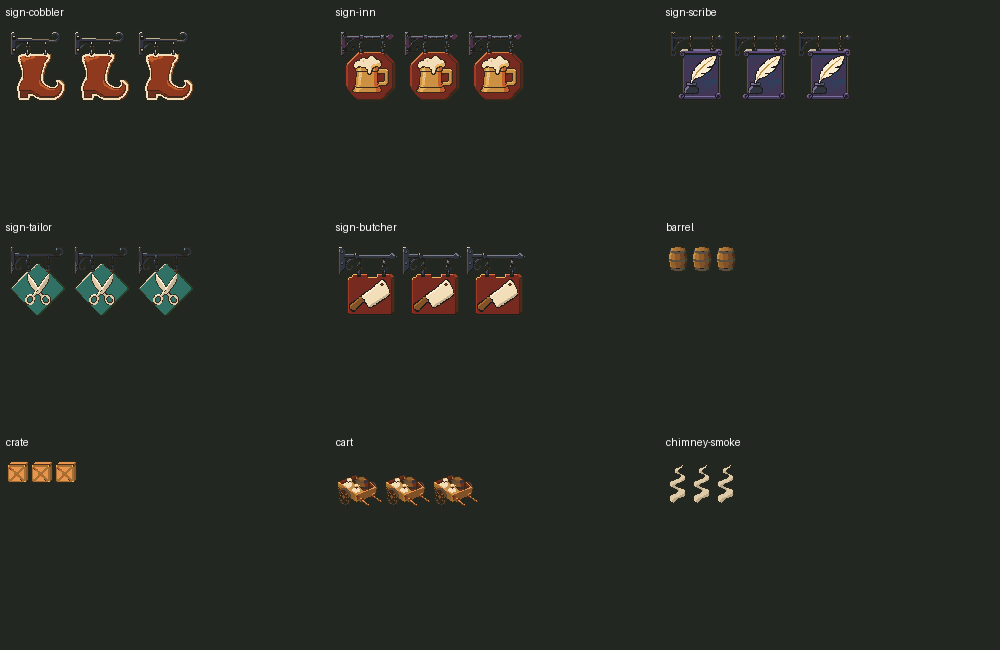 sign-cobbler
sign-inn
sign-scribe
sign-tailor
sign-butcher
barrel
crate
cart
chimney-smoke